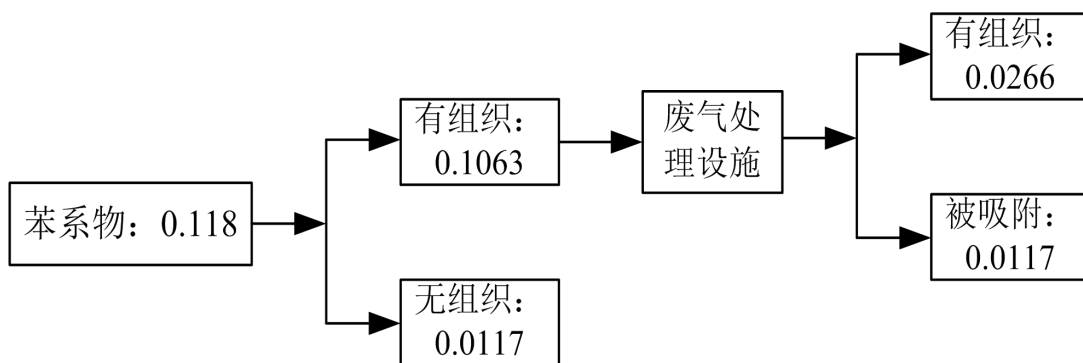 苯系物：0.118
有组织：
0.1063
无组织：
0.0117
废气处
理设施
有组织：
0.0266
被吸附：
0.0117